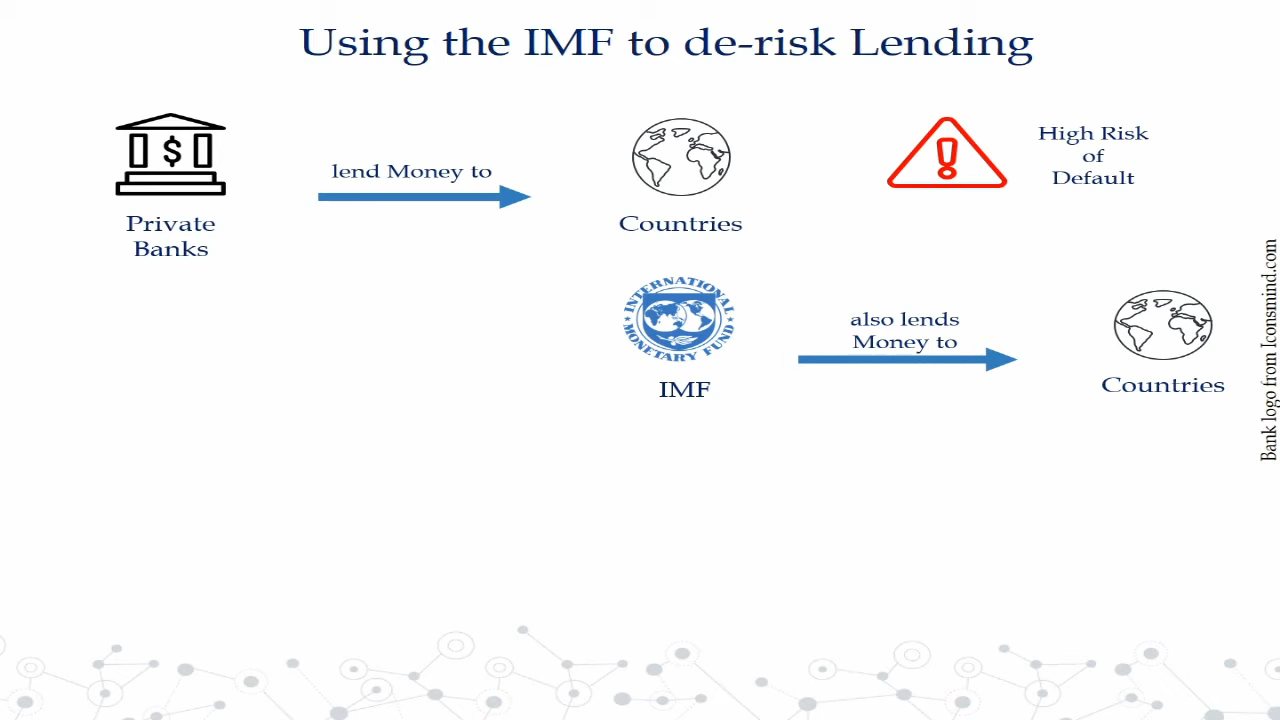 Using the IMF to de-risk Lending
lend Money to
High Risk
of
Default
Private
Banks
Countries
INTERNATIONAL
MONETARY FUND
IMF
also lends
Money to
Countries
Bank logo from Iconsmind.com